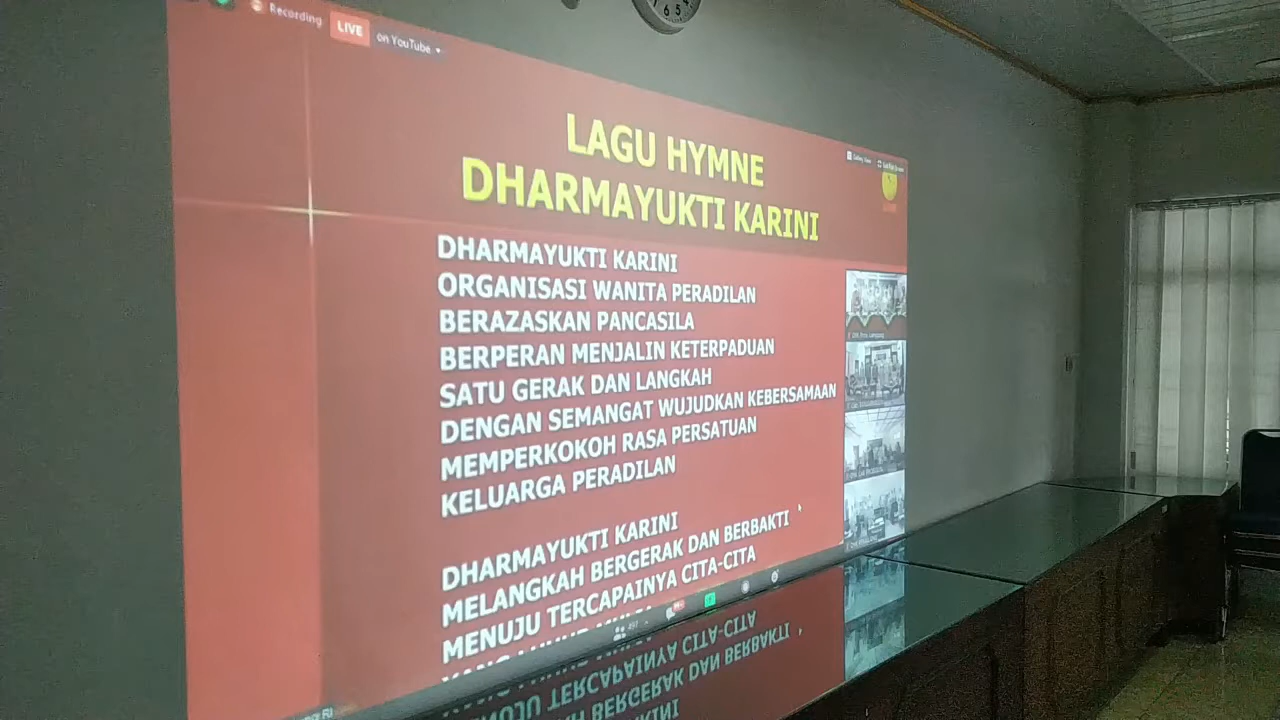 Recording
LIVE
on YouTube
LAGU HYMNE
DHARMAYUKTI KARINI
DHARMAYUKTI KARINI
ORGANISASI WANITA PERADILAN
BERAZASKAN PANCASILA
BERPERAN MENJALIN KETERPADUAN
SATU GERAK DAN LANGKAH
DENGAN SEMANGAT WUJUDKAN KEBERSAMAAN
MEMPERKOKOH RASA PERSATUAN
KELUARGA PERADILAN
DHARMAYUKTI KARINI
MELANGKAH BERGERAK DAN BERBAKTI
MENUJU TERCAPAINYA CITA-CITA